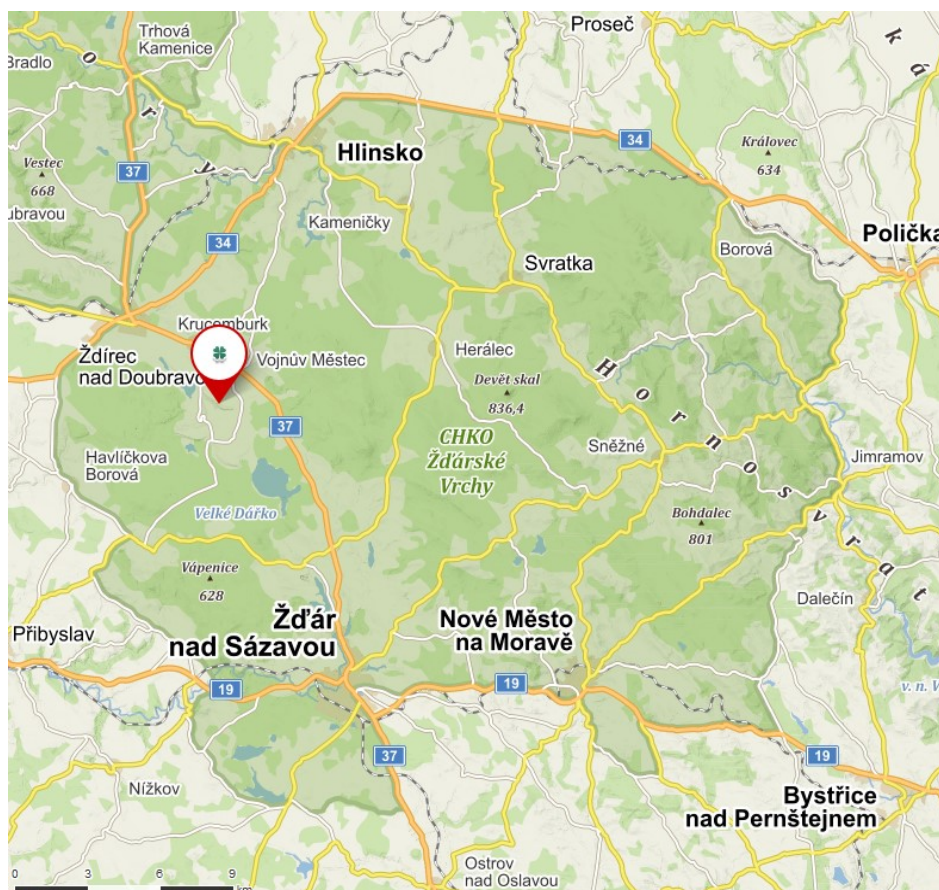 Trhová
Kamenice
Proseč
k
á
Bradlo
o
r
y
34
Královec
634
Hlinsko
Vestec
668
37
Kameničky
Doubravou
34
Borová
Polička
Svratka
Krucemburk
Vojnův Městec
Herálec
Ždírec
nad Doubravou
Devět skal
836,4
H
o
r
n
o
s
v
r
a
t
37
CHKO
Žďárské
Vrchy
Sněžné
Havlíčkova
Borová
Jimramov
Velké Dářko
Bohdalec
801
Vápenice
628
Dalečín
Žďár
nad Sázavou
Nové Město
na Moravě
Přibyslav
19
19
v. n. V
37
19
Nížkov
Bystřice
nad Pernštejnem
Ostrov
nad Oslavou
0 3 6 9
km